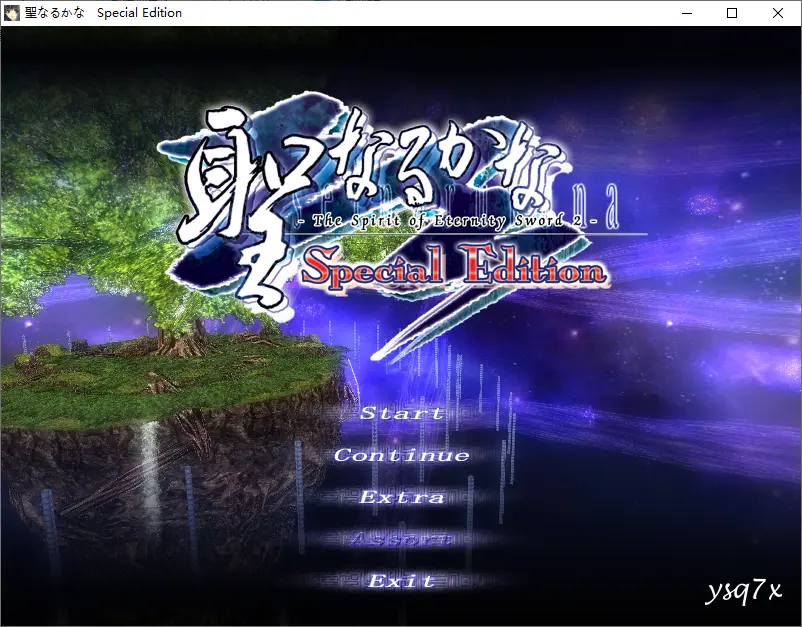 聖なるかな　Special Edition
聖なるかな
- The Spirit of Eternity Sword 2 -
Special Edition
Start
Continue
Extra
Assort
Exit
ysq7x